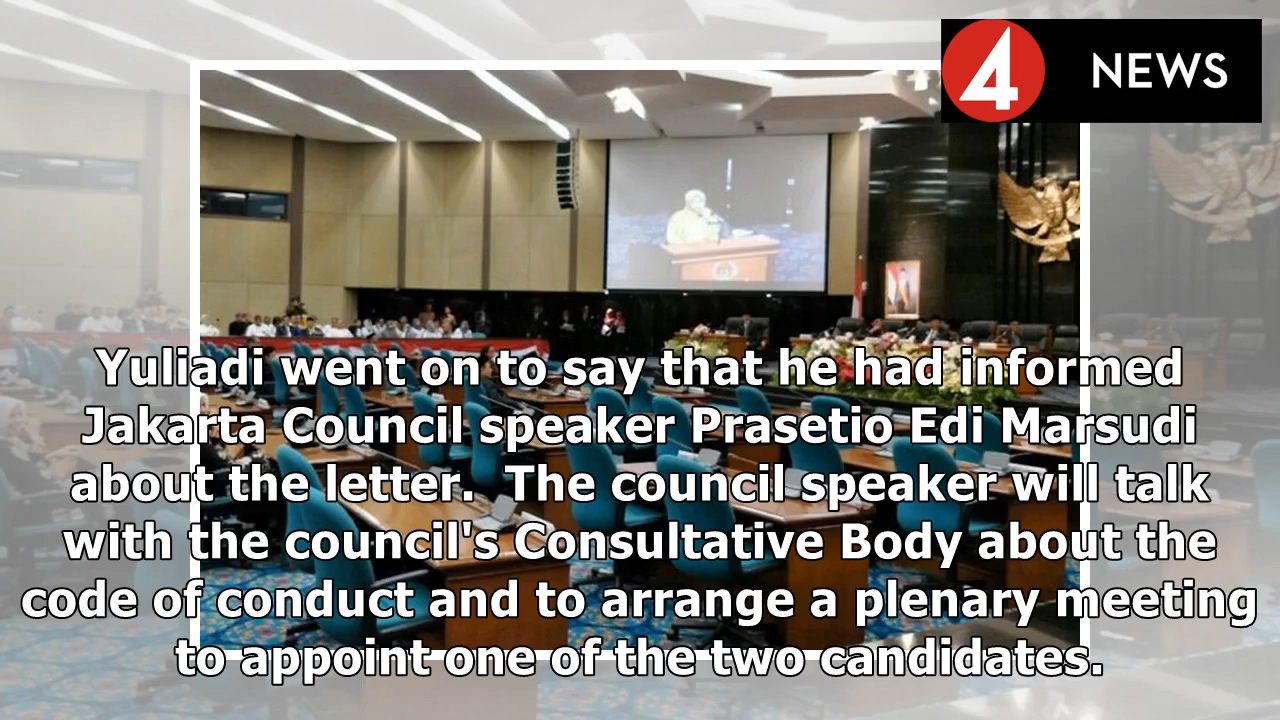 4 NEWS
Yuliadi went on to say that he had informed
Jakarta Council speaker Prasetio Edi Marsudi
about the letter.  The council speaker will talk
with the council's Consultative Body about the
code of conduct and to arrange a plenary meeting
to appoint one of the two candidates.